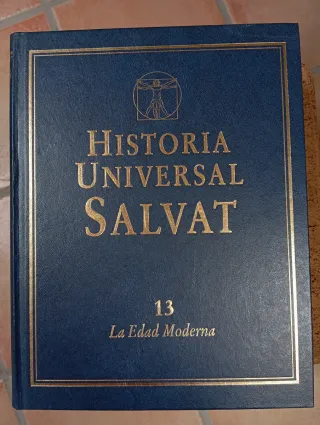 HISTORIA
UNIVERSAL
SALVAT
13
La Edad Moderna